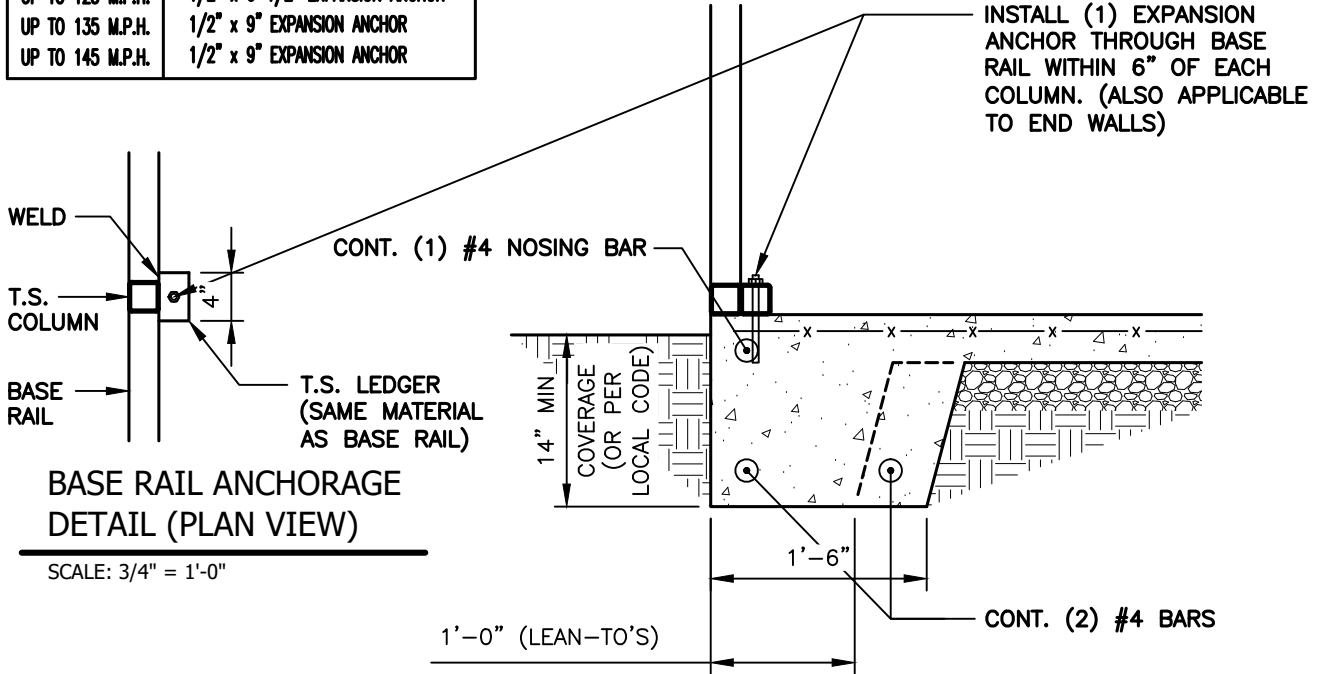 UP TO 135 M.P.H. 1/2" x 9" EXPANSION ANCHOR
UP TO 145 M.P.H. 1/2" x 9" EXPANSION ANCHOR
INSTALL (1) EXPANSION
ANCHOR THROUGH BASE
RAIL WITHIN 6" OF EACH
COLUMN. (ALSO APPLICABLE
TO END WALLS)
WELD
CONT. (1) #4 NOSING BAR
4"
T.S.
COLUMN
BASE
RAIL
T.S. LEDGER
(SAME MATERIAL
AS BASE RAIL)
14" MIN
COVERAGE
(OR PER
LOCAL CODE)
x x x x x
BASE RAIL ANCHORAGE
DETAIL (PLAN VIEW)
SCALE: 3/4" = 1'-0"
1'-6"
CONT. (2) #4 BARS
1'-0" (LEAN-TO'S)